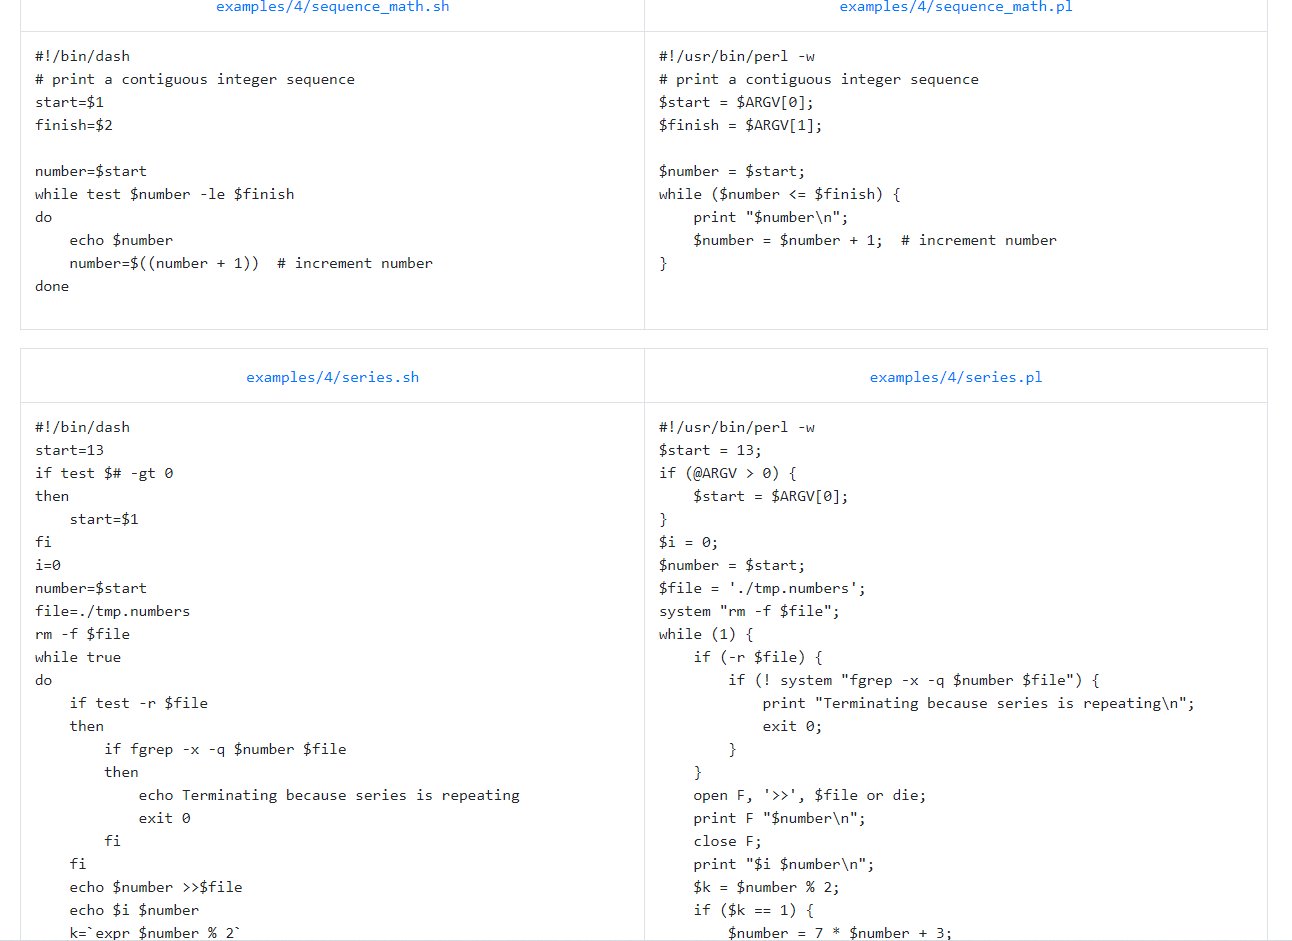 examples/4/sequence_math.sh
#!/bin/dash
# print a contiguous integer sequence
start=$1
finish=$2
number=$start
while test $number -le $finish
do
    echo $number
    number=$((number + 1))  # increment number
done
examples/4/sequence_math.pl
#!/usr/bin/perl -w
# print a contiguous integer sequence
$start = $ARGV[0];
$finish = $ARGV[1];
$number = $start;
while ($number <= $finish) {
    print "$number\n";
    $number = $number + 1;  # increment number
}
examples/4/series.sh
#!/bin/dash
start=13
if test $# -gt 0
then
    start=$1
fi
i=0
number=$start
file=./tmp.numbers
rm -f $file
while true
do
    if test -r $file
    then
        if fgrep -x -q $number $file
        then
            echo Terminating because series is repeating
            exit 0
        fi
    fi
    echo $number >>$file
    echo $i $number
    k=`expr $number % 2`
examples/4/series.pl
#!/usr/bin/perl -w
$start = 13;
if (@ARGV > 0) {
    $start = $ARGV[0];
}
$i = 0;
$number = $start;
$file = './tmp.numbers';
system "rm -f $file";
while (1) {
    if (-r $file) {
        if (! system "fgrep -x -q $number $file") {
            print "Terminating because series is repeating\n";
            exit 0;
        }
    }
    open F, '>>', $file or die;
    print F "$number\n";
    close F;
    print "$i $number\n";
    $k = $number % 2;
    if ($k == 1) {
        $number = 7 * $number + 3;